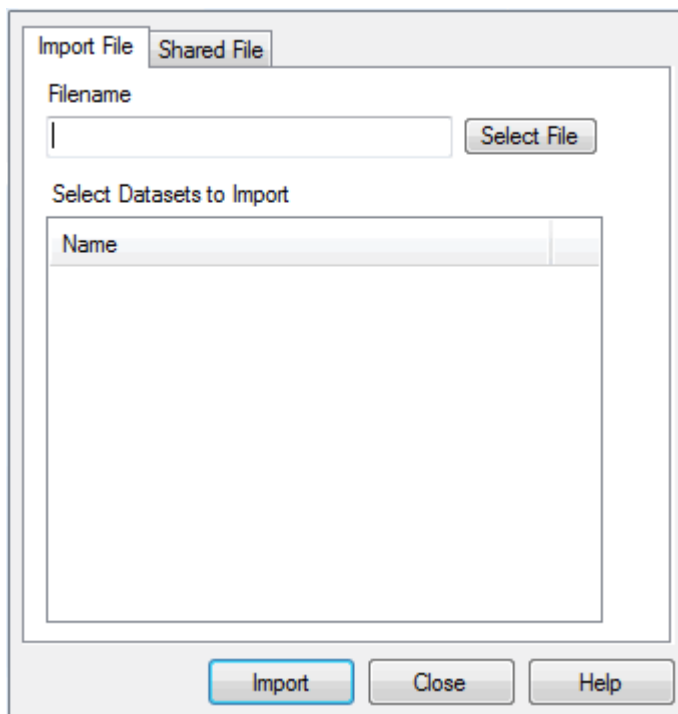 Import File Shared File
Filename
Select File
Select Datasets to Import
Name
Import Close Help